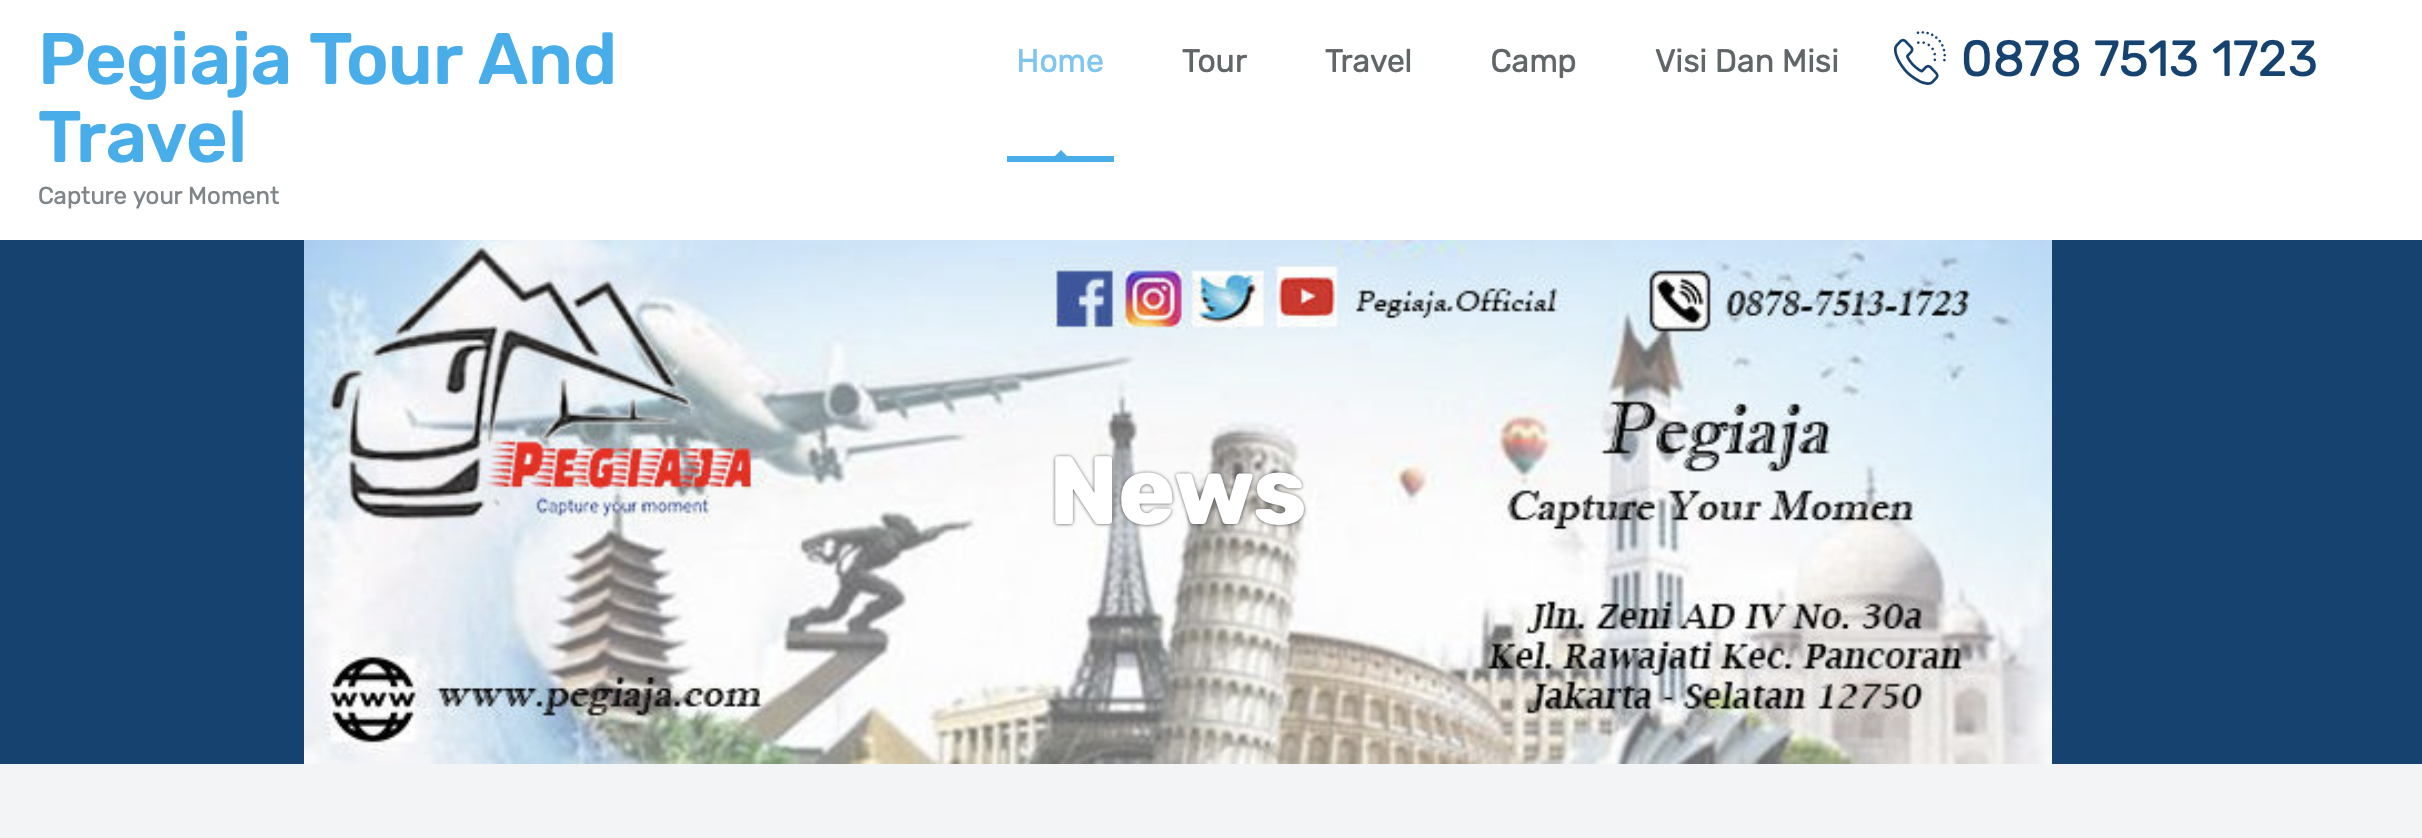 Pegiaja Tour And
Travel
Capture your Moment
Home
Tour
Travel
Camp
Visi Dan Misi
0878 7513 1723
Pegiaja.Official
0878-7513-1723
PEGIAJA
Capture your moment
News
Pegiaja
Capture Your Momen
Jln. Zeni AD IV No. 30a
Kel. Rawajati Kec. Pancoran
Jakarta - Selatan 12750
www
www.pegiaja.com